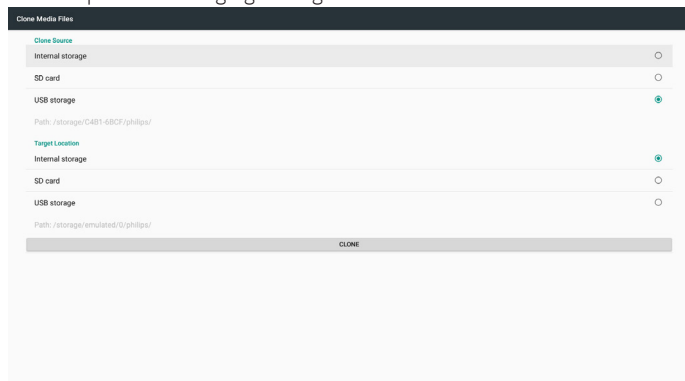 Clone Media Files
Clone Source
Internal storage
SD card
USB storage
Path: /storage/C4B1-6BCF/philips/
Target Location
Internal storage
SD card
USB storage
Path: /storage/emulated/0/philips/
CLONE